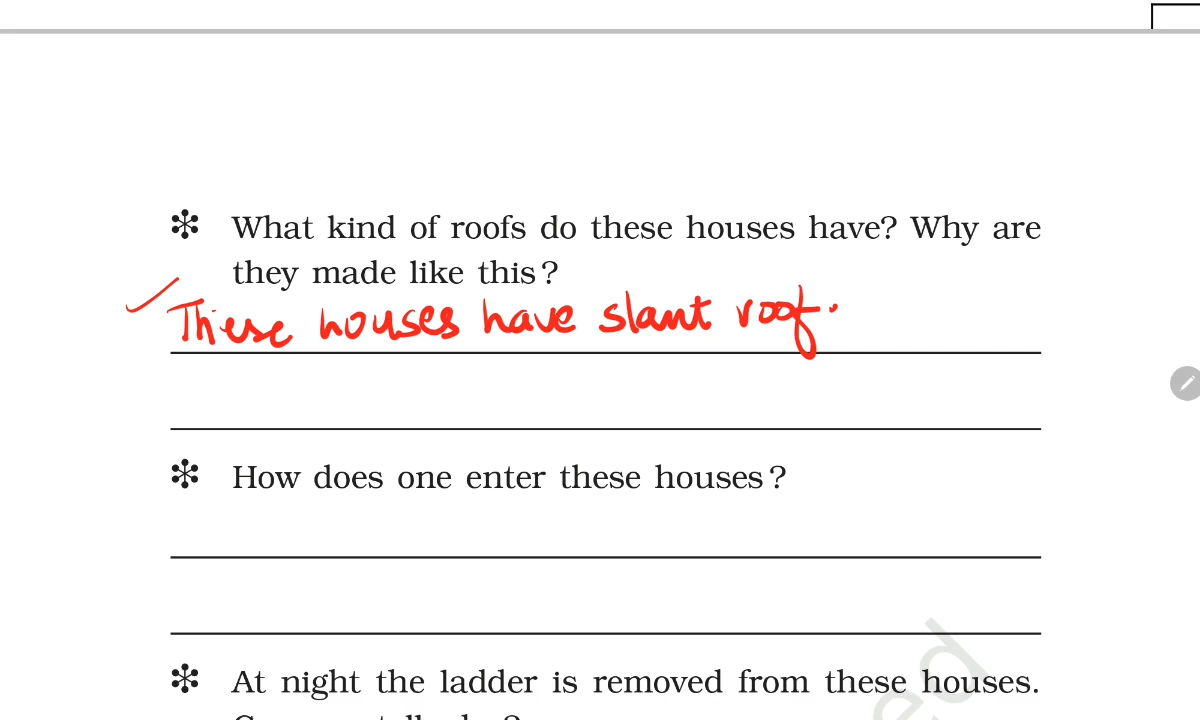 ❇ What kind of roofs do these houses have? Why are
they made like this?
These houses have slant roof.
❇ How does one enter these houses?
❇ At night the ladder is removed from these houses.
ed